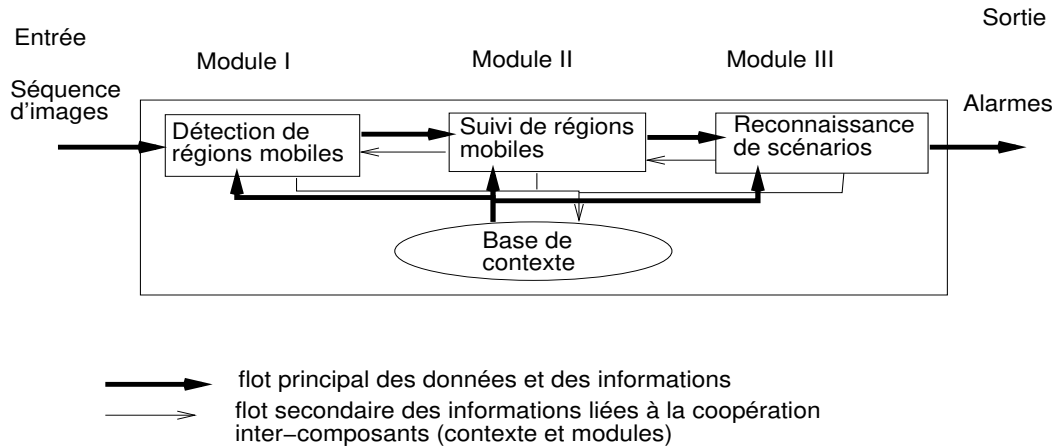 Entrée
Sortie
Module I
Module II
Module III
Séquence
d'images
Alarmes
Détection de
régions mobiles
Suivi de régions
mobiles
Reconnaissance
de scénarios
Base de
contexte
flot principal des données et des informations
flot secondaire des informations liées à la coopération
inter−composants (contexte et modules)